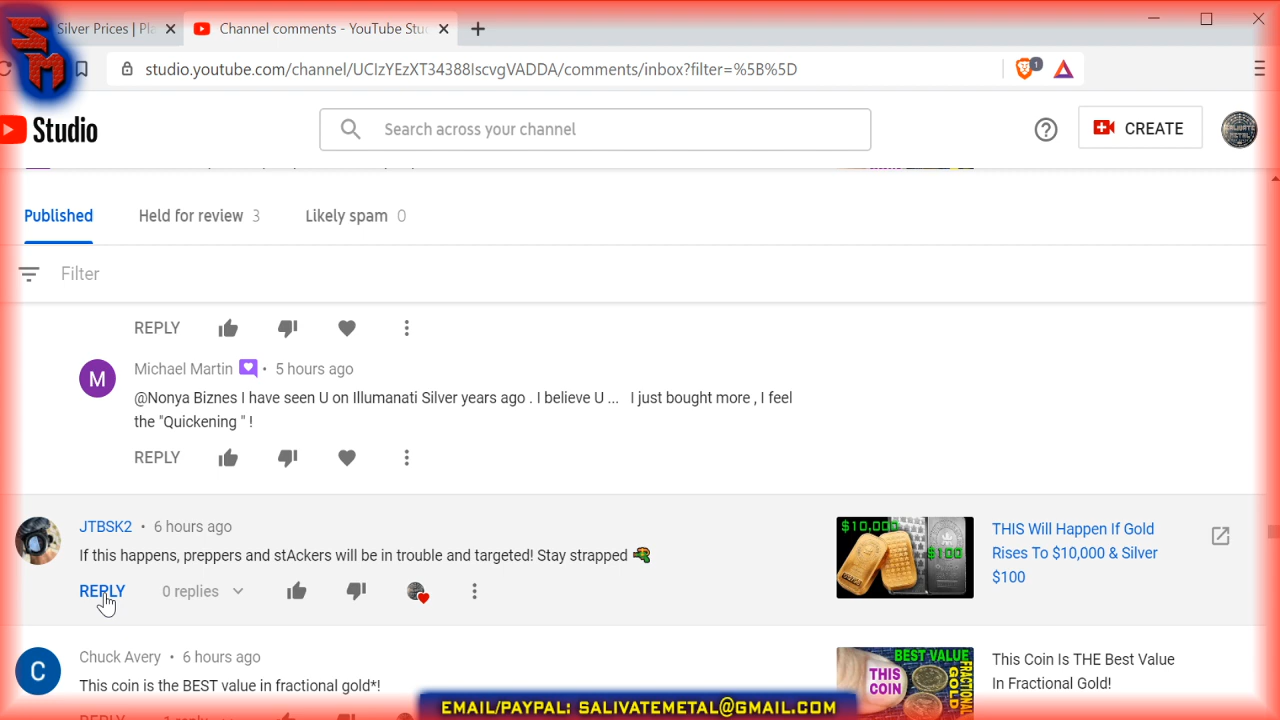 SM
Silver Prices | Pla
Channel comments - YouTube Stu
studio.youtube.com/channel/UCIzYEzXT34388IscvgVADDA/comments/inbox?filter=%5B%5D
1
Studio
Search across your channel
CREATE
Published
Held for review 3
Likely spam 0
Filter
REPLY
M
Michael Martin • 5 hours ago
@Nonya Biznes I have seen U on Illumanati Silver years ago . I believe U ... I just bought more , I feel
the "Quickening " !
REPLY
JTBSK2 • 6 hours ago
If this happens, preppers and stAckers will be in trouble and targeted! Stay strapped
REPLY
0 replies
$10,000
$100
THIS Will Happen If Gold
Rises To $10,000 & Silver
$100
C
Chuck Avery • 6 hours ago
This coin is the BEST value in fractional gold*!
BEST VALUE
THIS
COIN
FRACTIONAL
GOLD
This Coin Is THE Best Value
In Fractional Gold!
EMAIL/PAYPAL: SALIVATEMETAL@GMAIL.COM